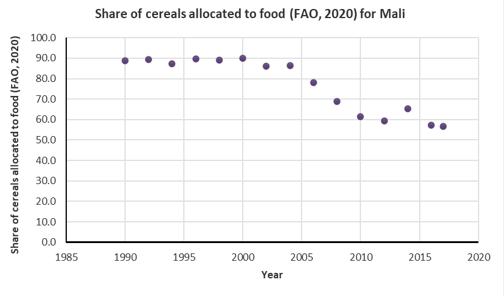 Share of cereals allocated to food (FAO, 2020) for Mali
Share of cereals allocated to food (FAO, 2020)
100.0
90.0
80.0
70.0
60.0
50.0
40.0
30.0
20.0
10.0
0.0
1985 1990 1995 2000 2005 2010 2015 2020
Year